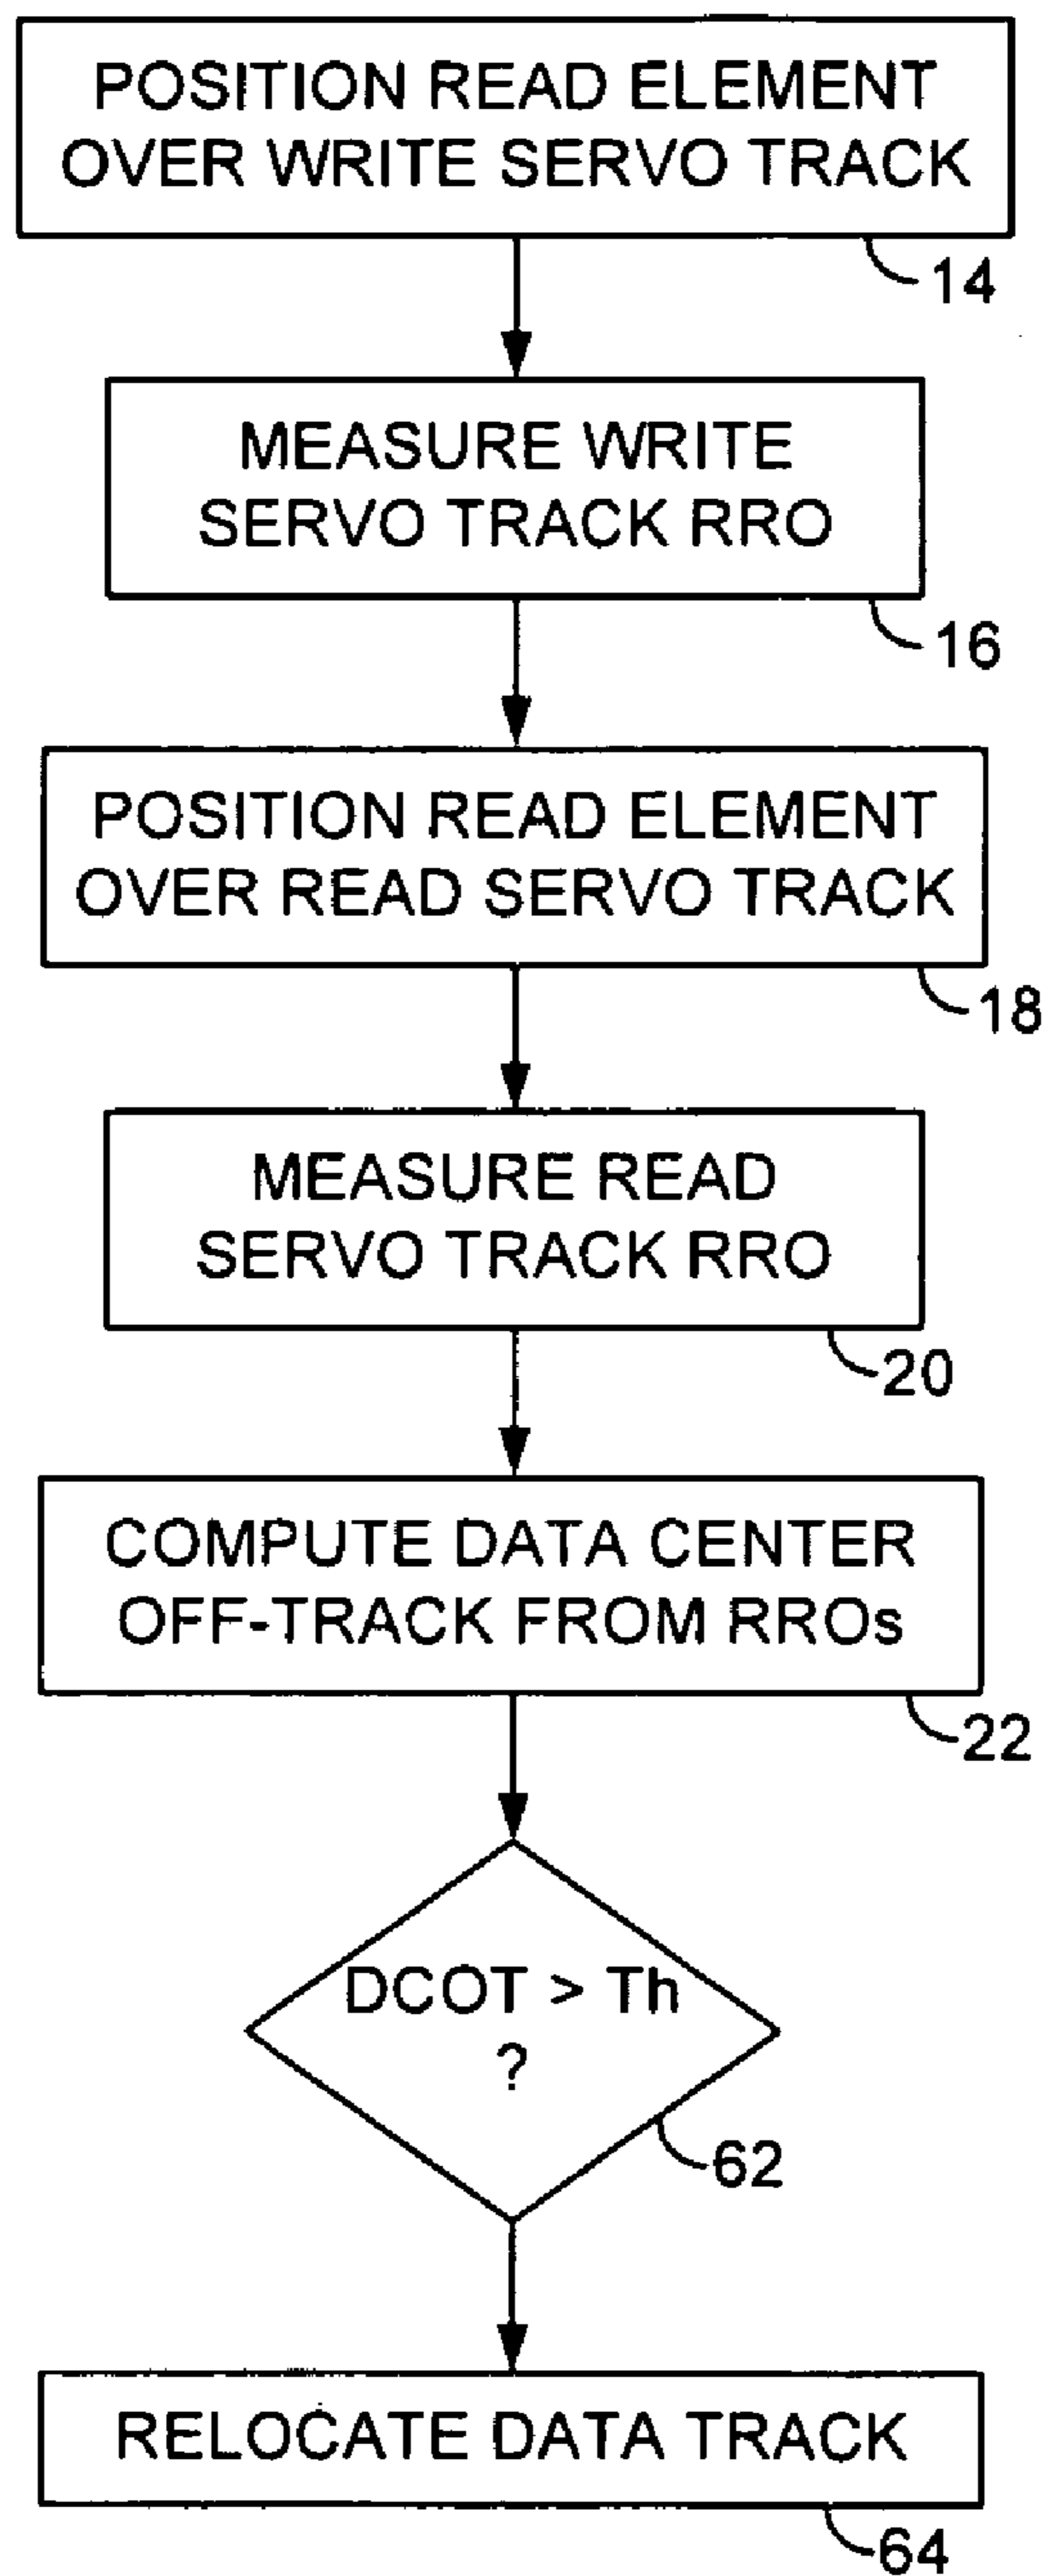 POSITION READ ELEMENT
OVER WRITE SERVO TRACK
14
MEASURE WRITE
SERVO TRACK RRO
16
POSITION READ ELEMENT
OVER READ SERVO TRACK
18
MEASURE READ
SERVO TRACK RRO
20
COMPUTE DATA CENTER
OFF-TRACK FROM RROs
22
DCOT > Th
?
62
RELOCATE DATA TRACK
64